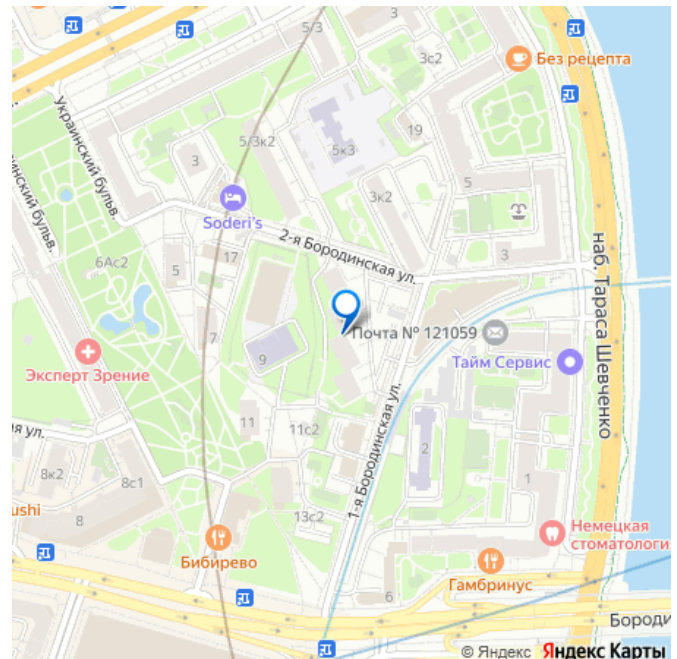 3
5/3
3с2
Без рецепта
Украинский бульв.
инский бульв.
19
5/3к2
5к3
3
Soderi's
3к2
5
2-я Бородинская ул.
17
3
6Ас2
5
наб. Тараса Шевченко
7
Почта № 121059
9
Тайм Сервис
Эксперт Зрение
1-я Бородинская ул.
11
11с2
2
яя ул.
8к2
8с1
1
ushi
8
13с2
Немецкая
стоматология
Бибирево
Гамбринус
6
Бороди
© Яндекс Яндекс Карты